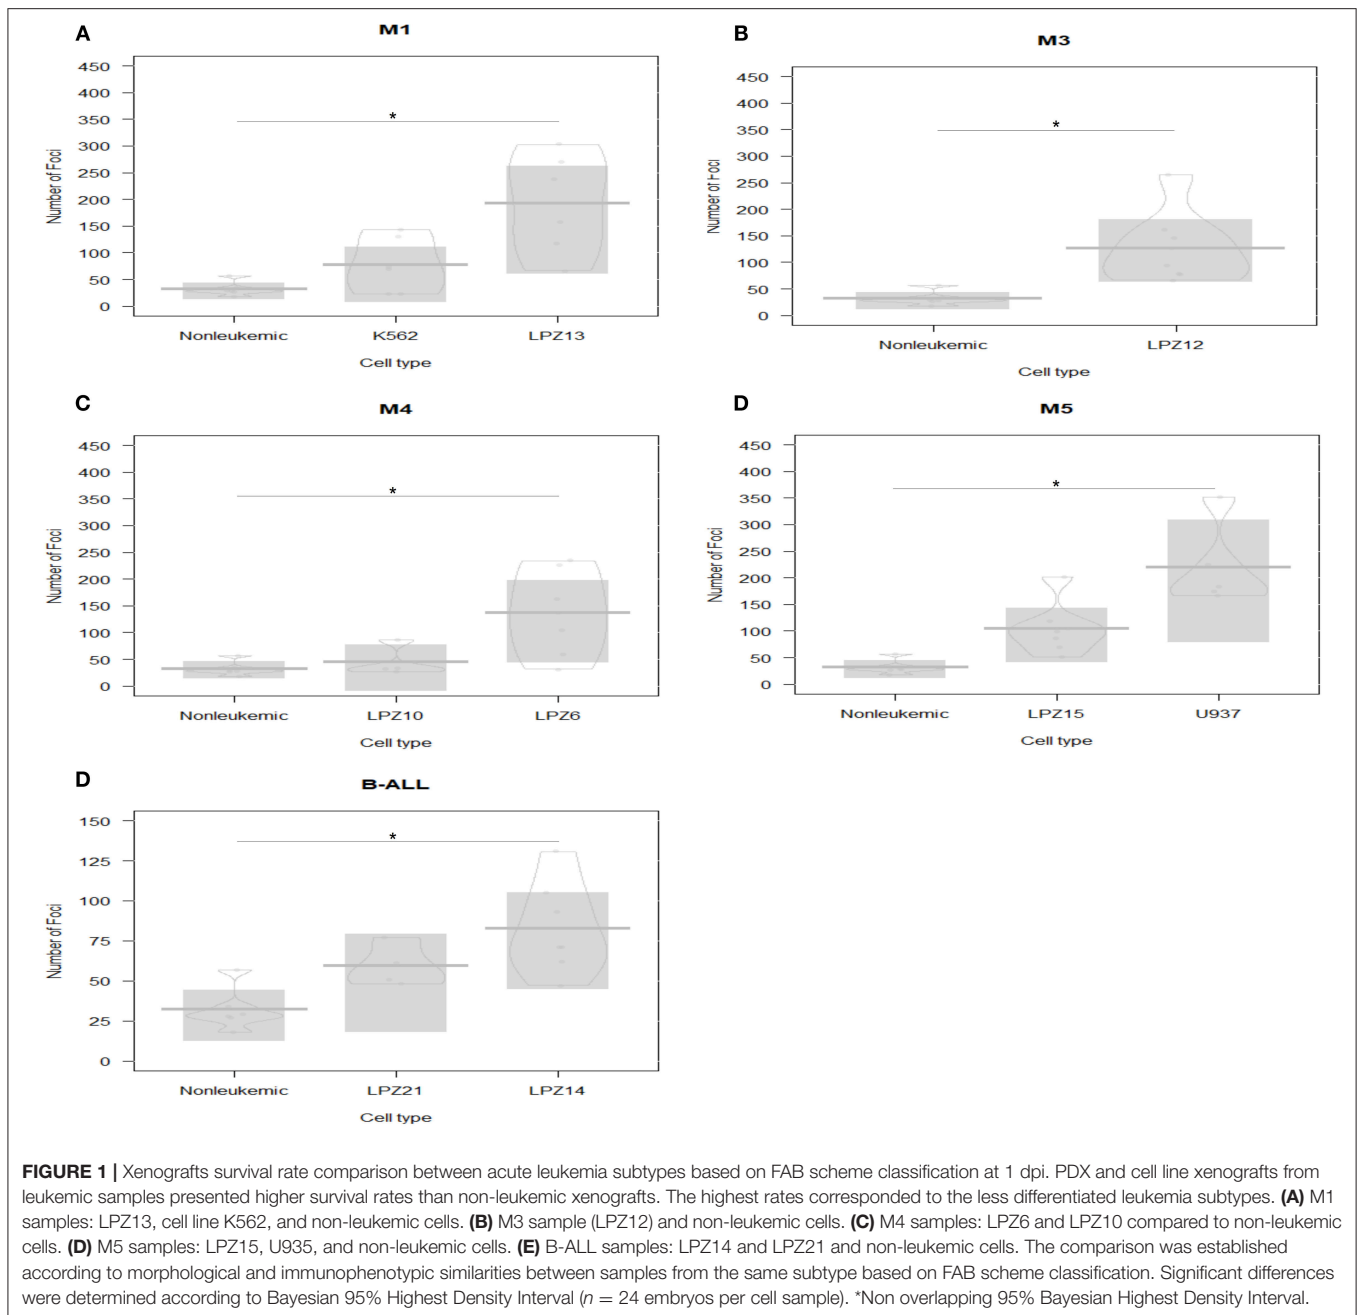 A
M1
450
400
350
300
250
200
150
100
50
0
Number of Foci
*
Nonleukemic K562 LPZ13
Cell type
B
M3
450
400
350
300
250
200
150
100
50
0
Number of Foci
*
Nonleukemic LPZ12
Cell type
C
M4
450
400
350
300
250
200
150
100
50
0
Number of Foci
*
Nonleukemic LPZ10 LPZ6
Cell type
D
M5
450
400
350
300
250
200
150
100
50
0
Number of Foci
*
Nonleukemic LPZ15 U937
Cell type
D
B-ALL
150
125
100
75
50
25
0
Number of Foci
*
Nonleukemic LPZ21 LPZ14
Cell type
FIGURE 1 | Xenografts survival rate comparison between acute leukemia subtypes based on FAB scheme classification at 1 dpi. PDX and cell line xenografts from
leukemic samples presented higher survival rates than non-leukemic xenografts. The highest rates corresponded to the less differentiated leukemia subtypes. (A) M1
samples: LPZ13, cell line K562, and non-leukemic cells. (B) M3 sample (LPZ12) and non-leukemic cells. (C) M4 samples: LPZ6 and LPZ10 compared to non-leukemic
cells. (D) M5 samples: LPZ15, U935, and non-leukemic cells. (E) B-ALL samples: LPZ14 and LPZ21 and non-leukemic cells. The comparison was established
according to morphological and immunophenotypic similarities between samples from the same subtype based on FAB scheme classification. Significant differences
were determined according to Bayesian 95% Highest Density Interval (n = 24 embryos per cell sample). *Non overlapping 95% Bayesian Highest Density Interval.